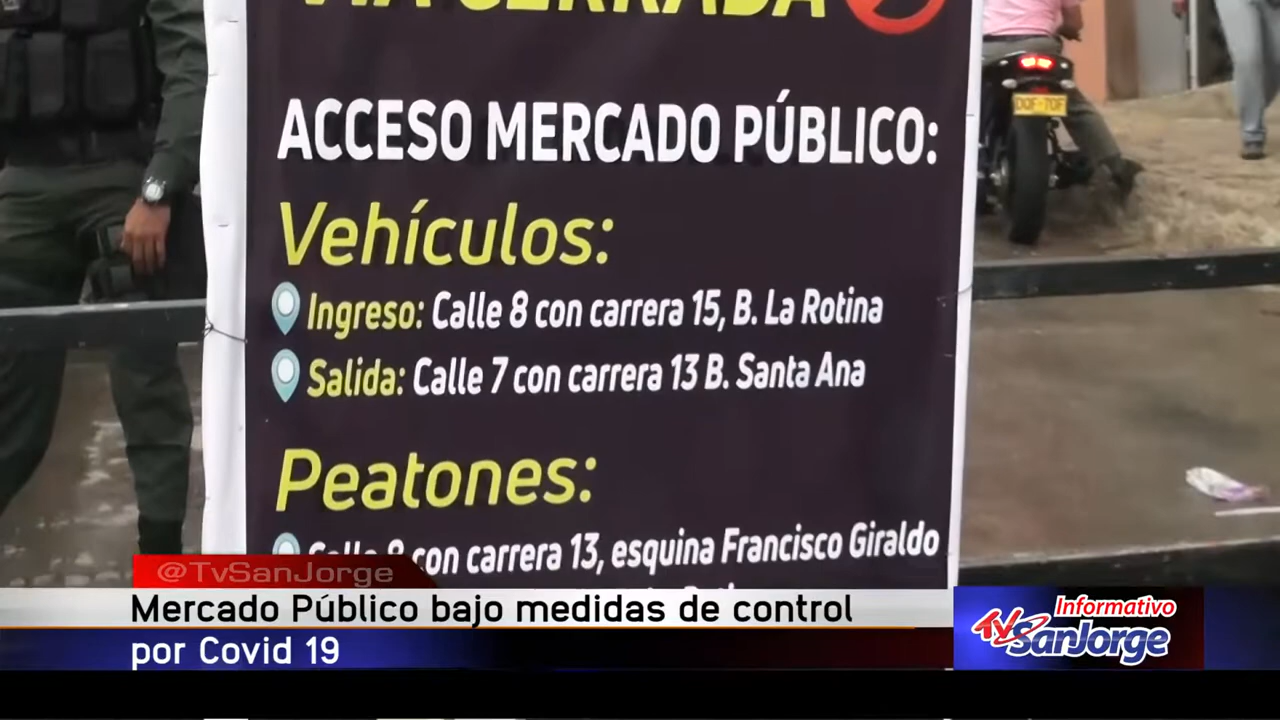 VÍA CERRADA
ACCESO MERCADO PÚBLICO:
Vehículos:
Ingreso: Calle 8 con carrera 15, B. La Rotina
Salida: Calle 7 con carrera 13 B. Santa Ana
Peatones:
Calle 8 con carrera 13, esquina Francisco Giraldo
@TvSanJorge
Mercado Público bajo medidas de control
por Covid 19
Informativo
TV SanJorge